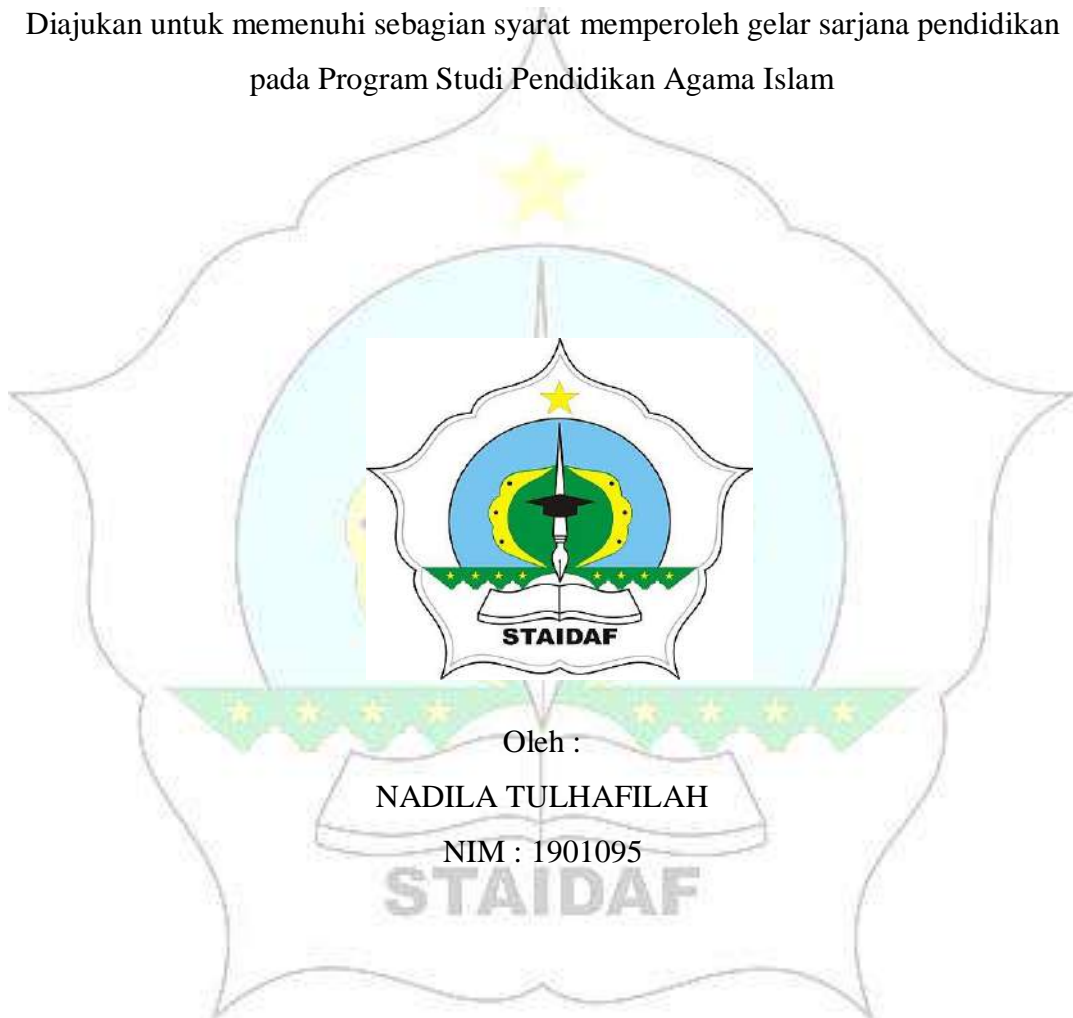 Diajukan untuk memenuhi sebagian syarat memperoleh gelar sarjana pendidikan
pada Program Studi Pendidikan Agama Islam
STAIDAF
Oleh :
NADILA TULHAFILAH
NIM : 1901095
STAIDAF